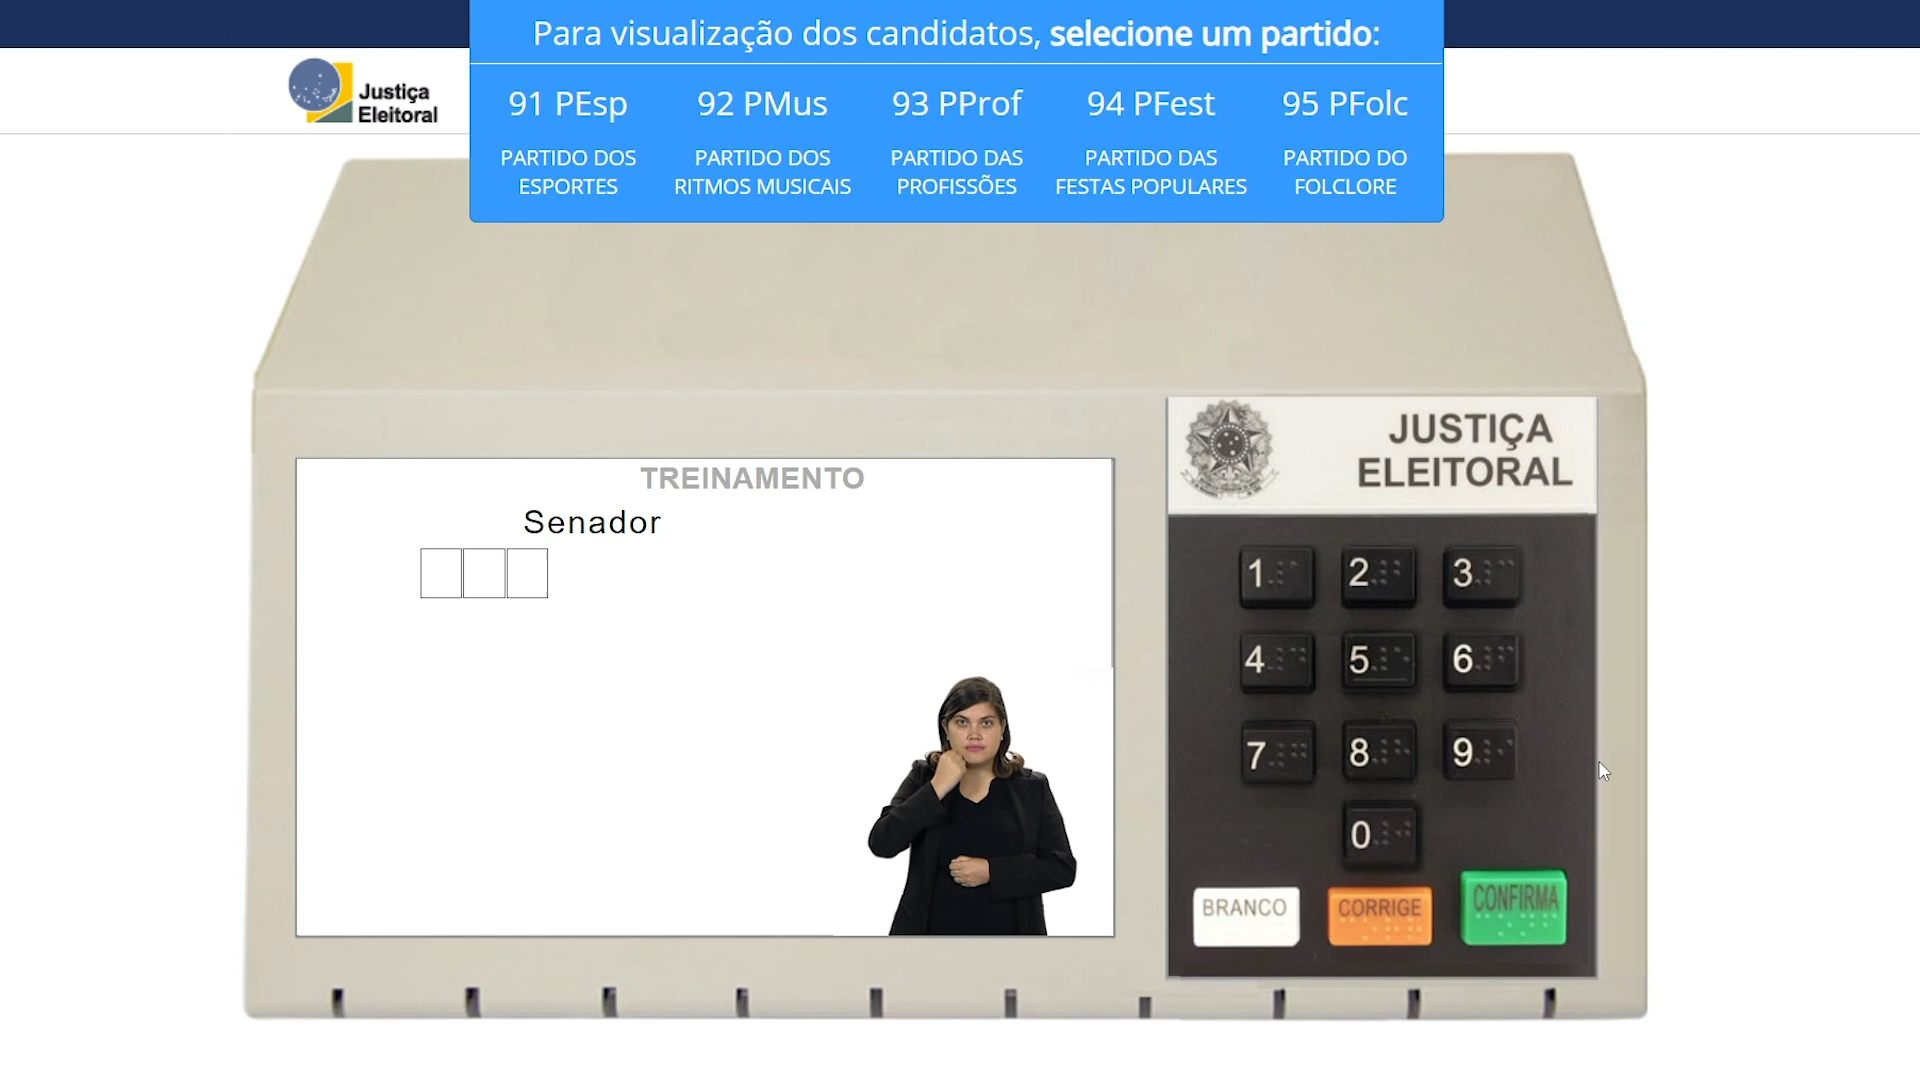 Para visualização dos candidatos, selecione um partido:
Justiça
Eleitoral
91 PEsp
92 PMus
93 PProf
94 PFest
95 PFolc
PARTIDO DOS
ESPORTES
PARTIDO DOS
RITMOS MUSICAIS
PARTIDO DAS
PROFISSÕES
PARTIDO DAS
FESTAS POPULARES
PARTIDO DO
FOLCLORE
TREINAMENTO
Senador
JUSTIÇA
ELEITORAL
1 2 3
4 5 6
7 8 9
0
BRANCO CORRIGE CONFIRMA